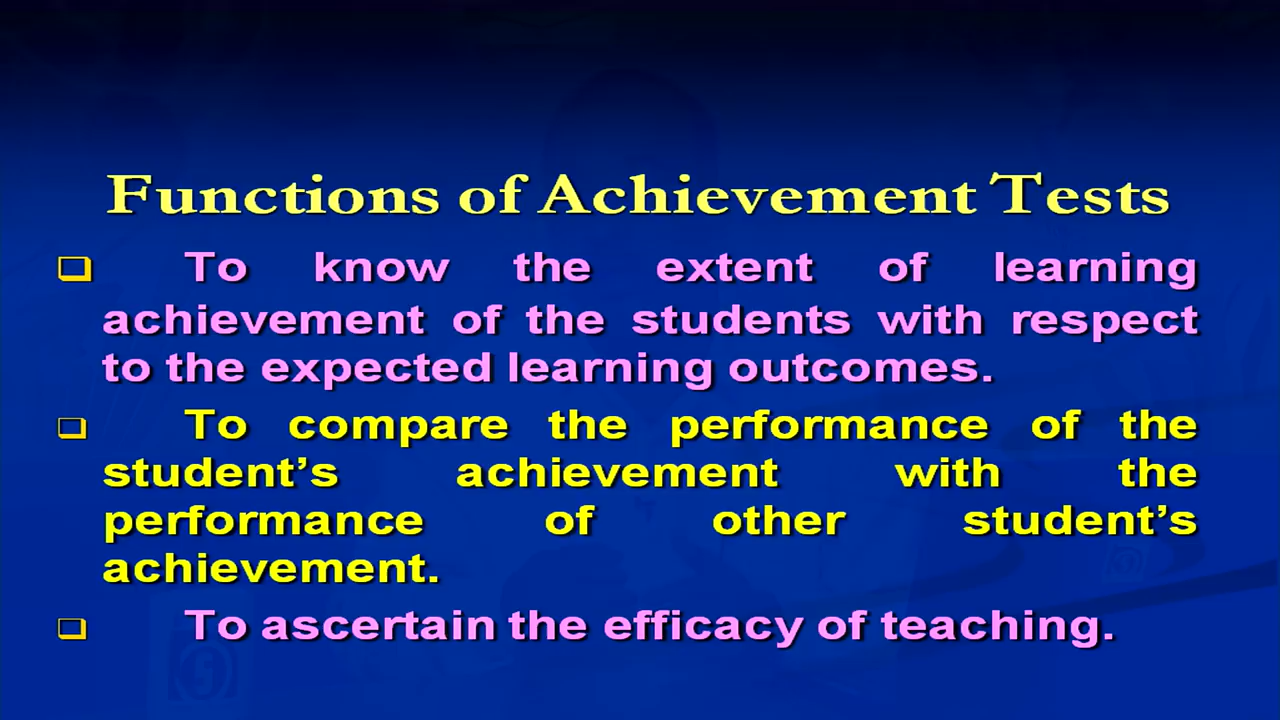 Functions of Achievement Tests
To know the extent of learning
achievement of the students with respect
to the expected learning outcomes.
To compare the performance of the
student’s achievement with the
performance of other student’s
achievement.
To ascertain the efficacy of teaching.